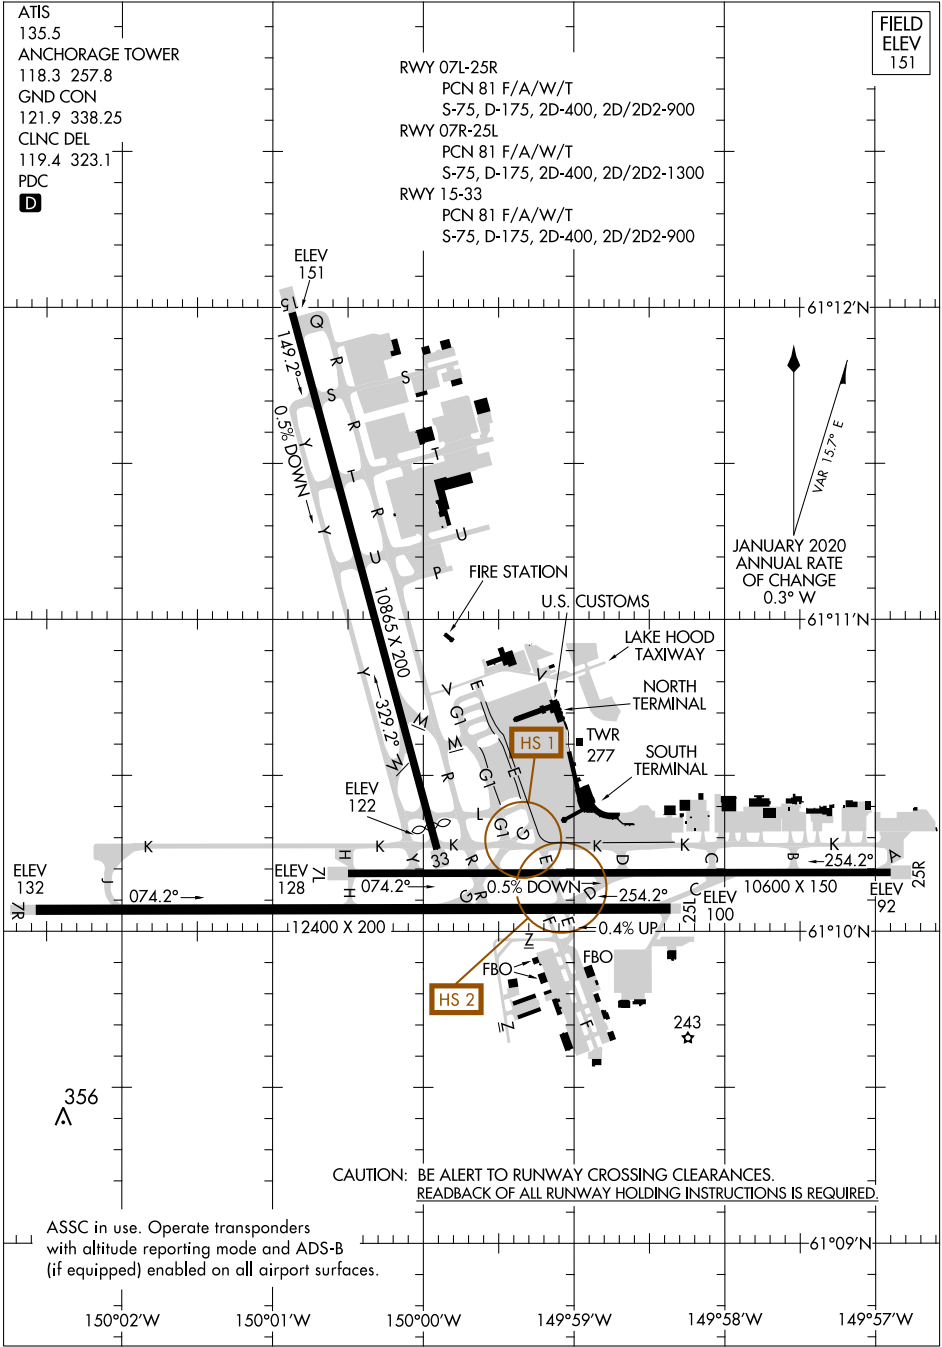 ATIS
135.5
ANCHORAGE TOWER
118.3 257.8
GND CON
121.9 338.25
CLNC DEL
119.4 323.1
PDC
D
RWY 07L-25R
PCN 81 F/A/W/T
S-75, D-175, 2D-400, 2D/2D2-900
RWY 07R-25L
PCN 81 F/A/W/T
S-75, D-175, 2D-400, 2D/2D2-1300
RWY 15-33
PCN 81 F/A/W/T
S-75, D-175, 2D-400, 2D/2D2-900
FIELD
ELEV
151
ELEV
151
61°12'N
15
Q
149.2°
R
S
S
0.5% DOWN
Y
R
T
T
Y
R
U
U
P
VAR 15.7° E
JANUARY 2020
ANNUAL RATE
OF CHANGE
0.3° W
FIRE STATION
U.S. CUSTOMS
61°11'N
10865 X 200
LAKE HOOD
TAXIWAY
NORTH
TERMINAL
Y
V
E
V
G1
329.2°
M
M
HS 1
TWR
277
SOUTH
TERMINAL
W
R
G1
E
ELEV
122
L
G1
G
K
H
K
Y
33
K
R
E
D
K
C
K
B
254.2°
A
25R
ELEV
132
J
ELEV
128
7L
H
074.2°
0.5% DOWN
10600 X 150
ELEV
92
7R
074.2°
G
R
D
254.2°
C
25L
ELEV
100
12400 X 200
F
E
0.4% UP
61°10'N
Z
FBO
FBO
HS 2
Z
F
243
356
CAUTION: BE ALERT TO RUNWAY CROSSING CLEARANCES.
READBACK OF ALL RUNWAY HOLDING INSTRUCTIONS IS REQUIRED.
ASSC in use. Operate transponders
with altitude reporting mode and ADS-B
(if equipped) enabled on all airport surfaces.
61°09'N
150°02'W
150°01'W
150°00'W
149°59'W
149°58'W
149°57'W